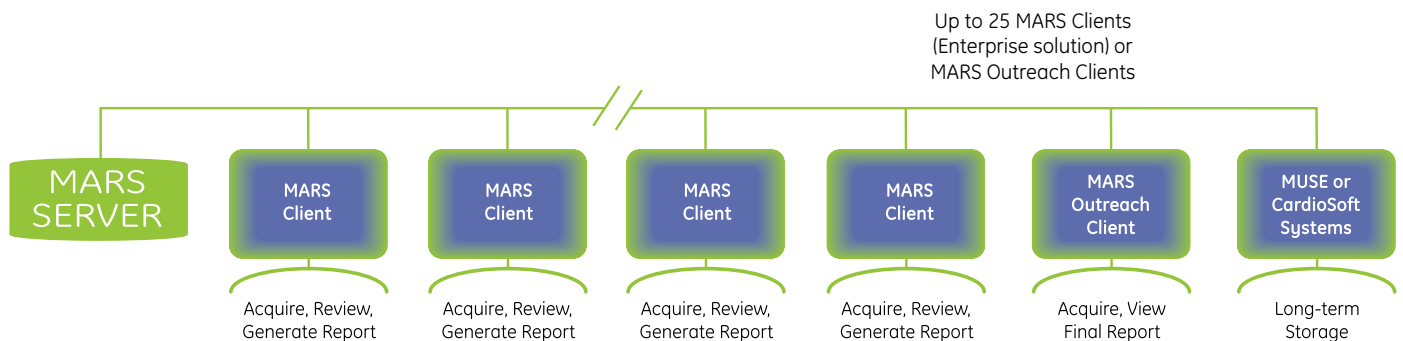 Up to 25 MARS Clients
(Enterprise solution) or
MARS Outreach Clients
MARS
SERVER
MARS
Client
MARS
Client
MARS
Client
MARS
Client
MARS
Outreach
Client
MUSE or
CardioSoft
Systems
Acquire, Review,
Generate Report
Acquire, Review,
Generate Report
Acquire, Review,
Generate Report
Acquire, Review,
Generate Report
Acquire, View
Final Report
Long-term
Storage